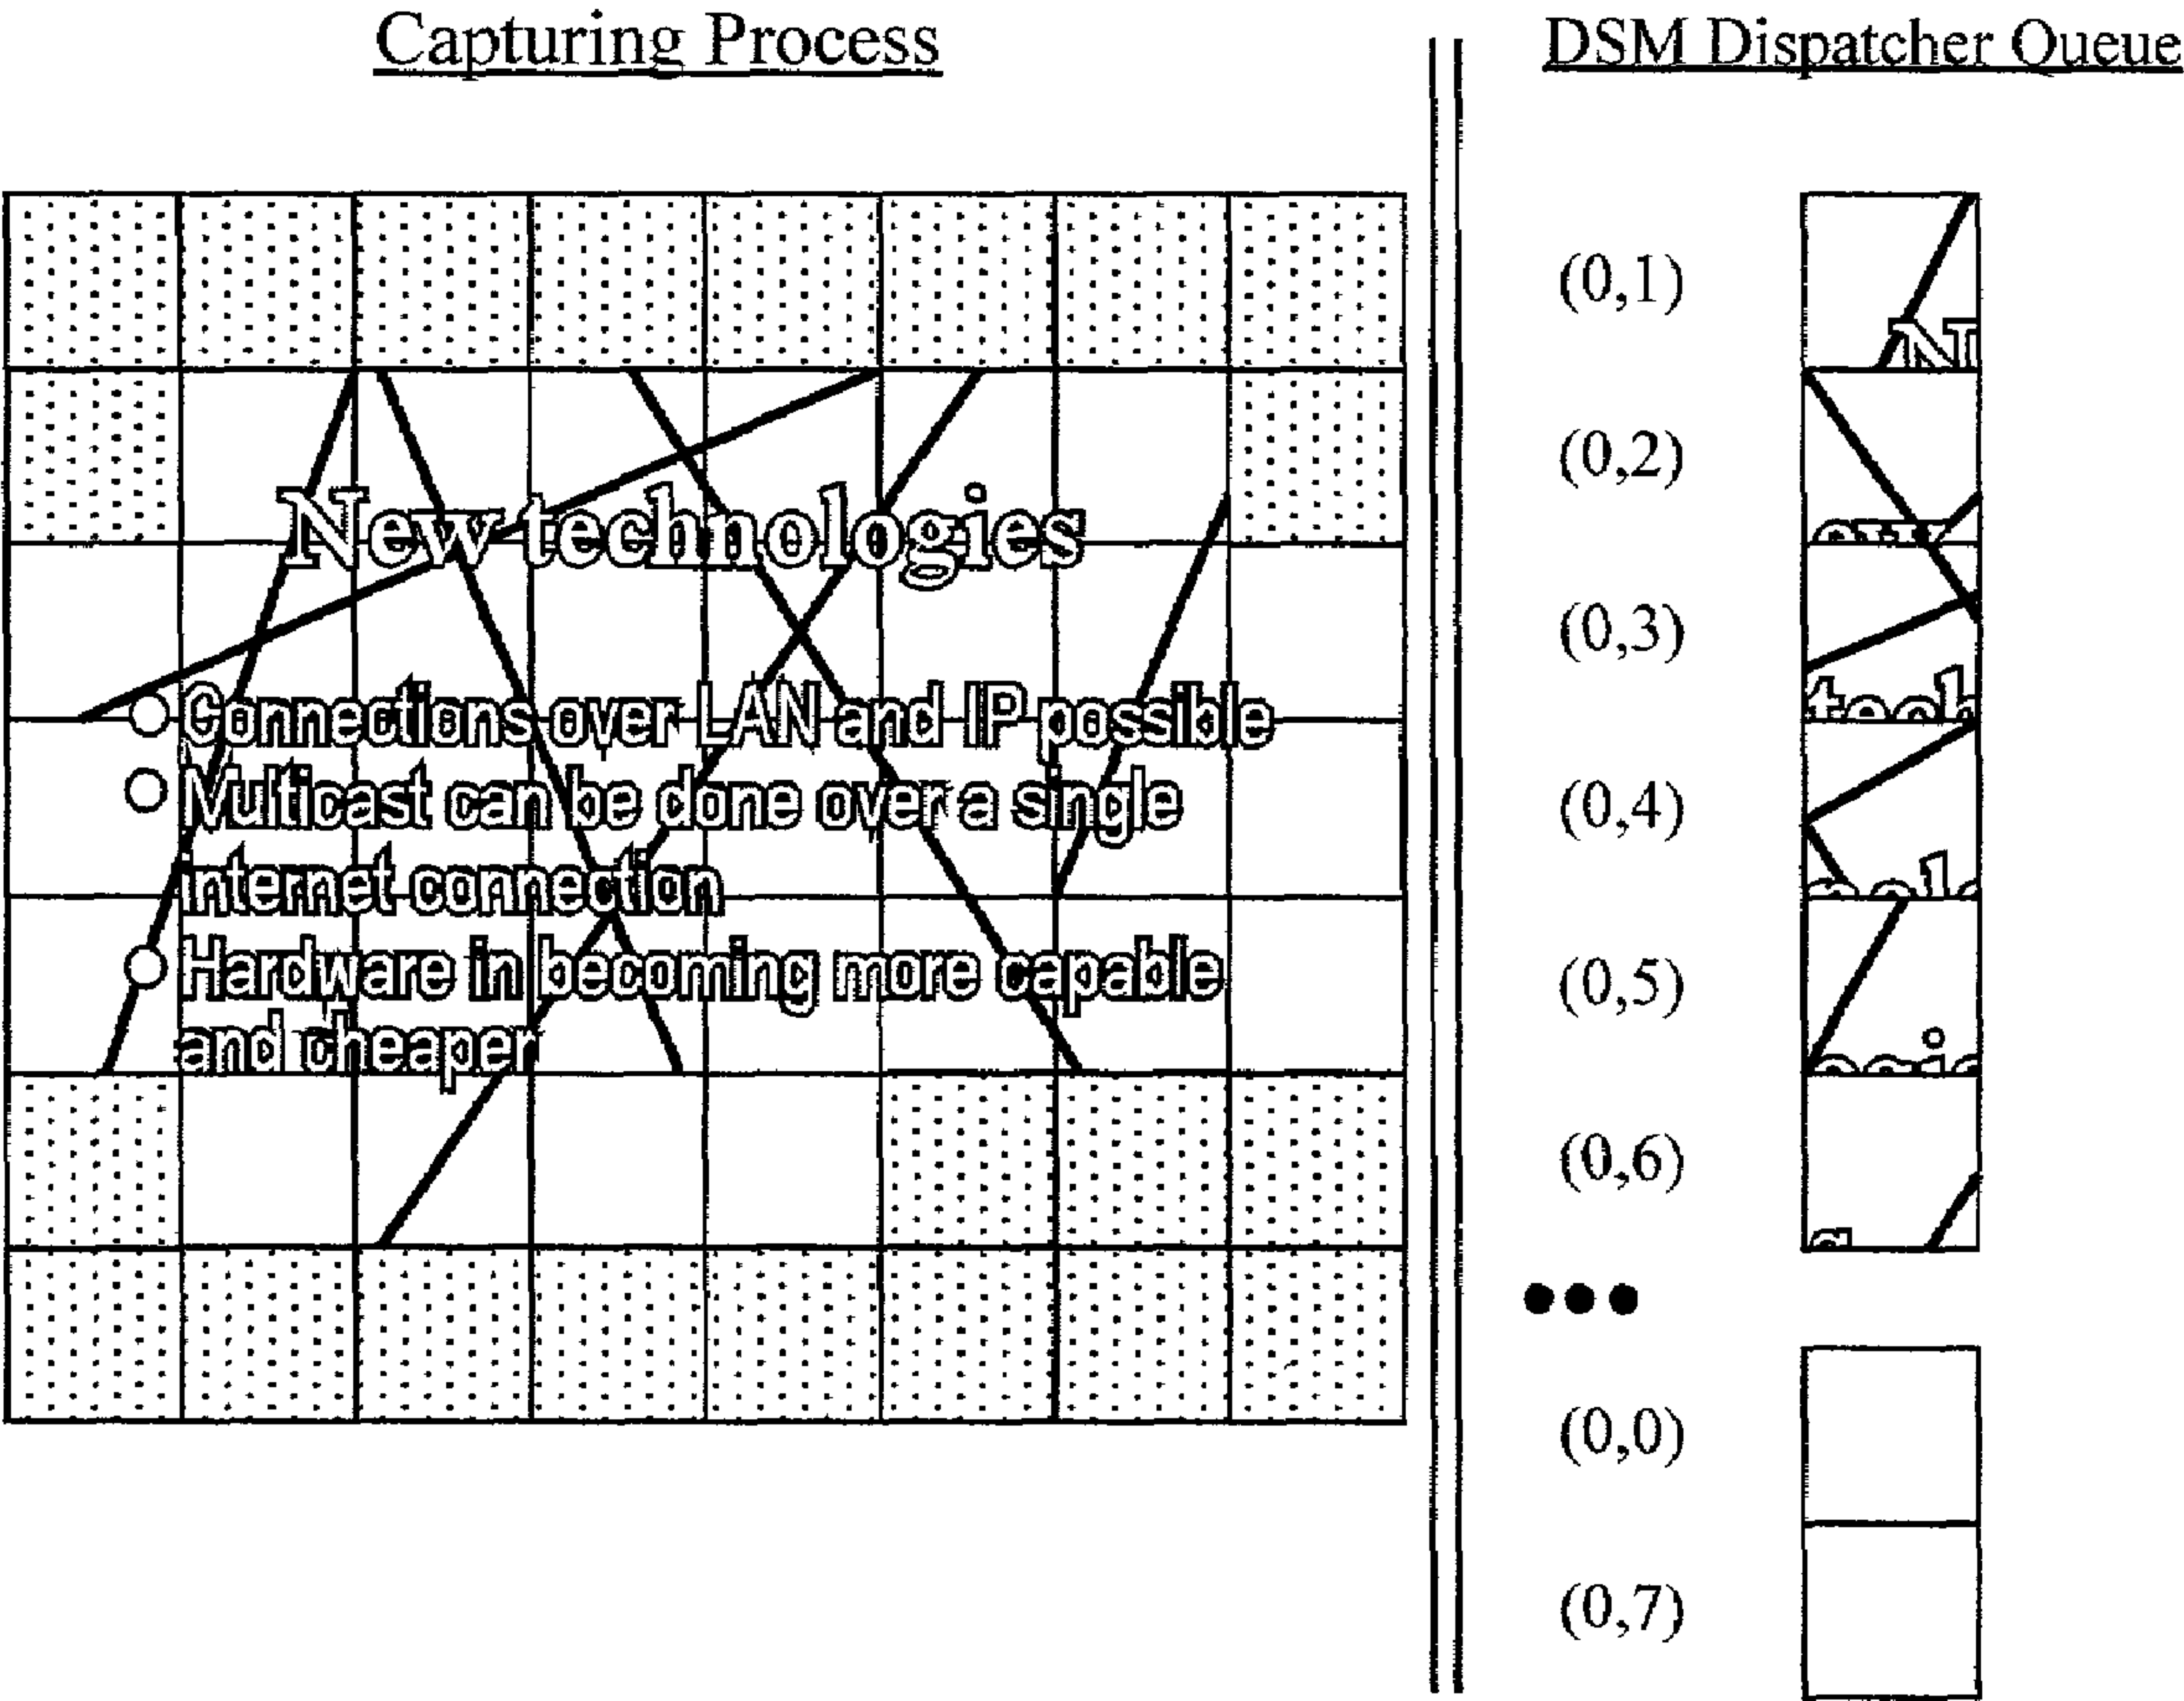 Capturing Process
DSM Dispatcher Queue
New technologies
Connections over LAN and IP possible
Multicast can be done over a single
internet connection
Hardware in becoming more capable
and cheaper
(0,1)
(0,2)
(0,3)
(0,4)
(0,5)
(0,6)
•••
(0,0)
(0,7)